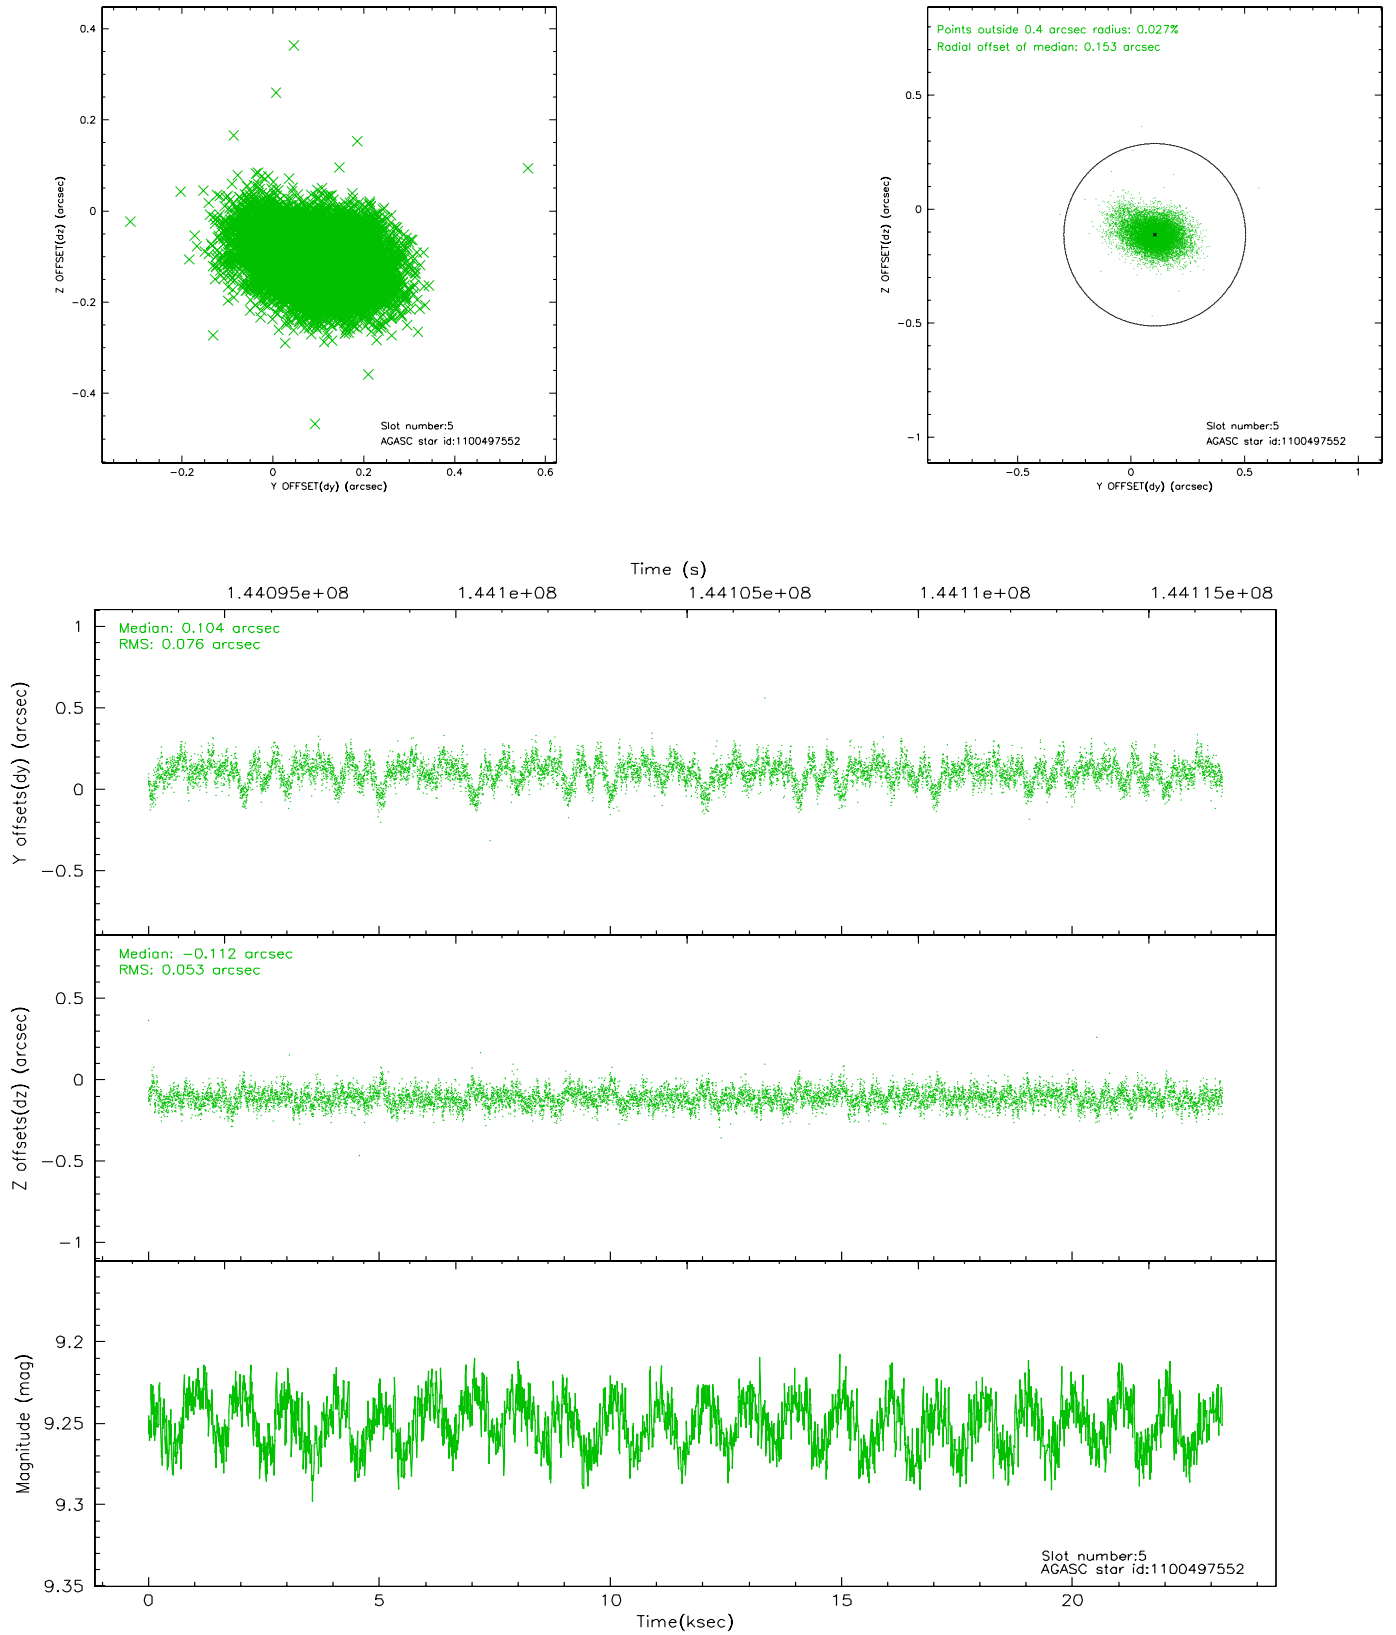 0.4
0.2
0
−0.2
−0.4
Z OFFSET(dz) (arcsec)
Slot number:5
AGASC star id:1100497552
−0.2 0 0.2 0.4 0.6
Y OFFSET(dy) (arcsec)
Points outside 0.4 arcsec radius: 0.027%
Radial offset of median: 0.153 arcsec
0.5
0
−0.5
−1
Z OFFSET(dz) (arcsec)
Slot number:5
AGASC star id:1100497552
−0.5 0 0.5 1
Y OFFSET(dy) (arcsec)
Time (s)
1.44095e+08 1.441e+08 1.44105e+08 1.4411e+08 1.44115e+08
Median: 0.104 arcsec
RMS: 0.076 arcsec
1
0.5
0
−0.5
Y offsets(dy) (arcsec)
Median: −0.112 arcsec
RMS: 0.053 arcsec
0.5
0
−0.5
−1
Z offsets(dz) (arcsec)
9.2
9.25
9.3
9.35
Magnitude (mag)
Slot number:5
AGASC star id:1100497552
0 5 10 15 20
Time(ksec)